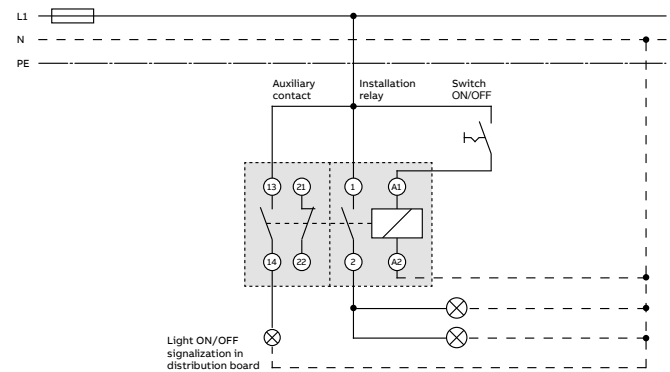 L1
N
PE
Auxiliary
contact
Installation
relay
Switch
ON/OFF
13
21
1
A1
14
22
2
A2
Light ON/OFF
signalization in
distribution board